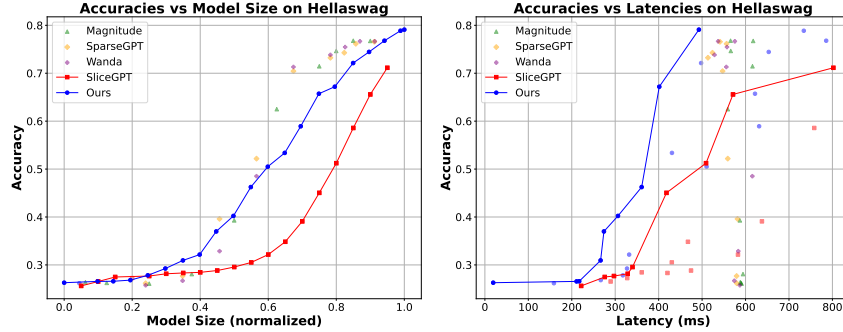 Accuracies vs Model Size on Hellaswag
0.8
0.7
0.6
0.5
0.4
0.3
Accuracy
Magnitude
SparseGPT
Wanda
SliceGPT
Ours
0.0 0.2 0.4 0.6 0.8 1.0
Model Size (normalized)
Accuracies vs Latencies on Hellaswag
0.8
0.7
0.6
0.5
0.4
0.3
Accuracy
Magnitude
SparseGPT
Wanda
SliceGPT
Ours
0 100 200 300 400 500 600 700 800
Latency (ms)